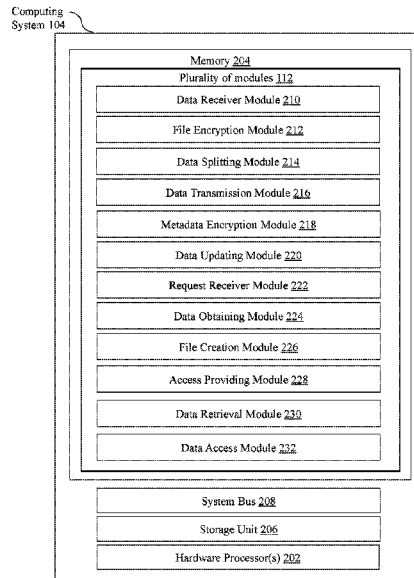 Computing
System 104
Memory 204
Plurality of modules 112
Data Receiver Module 210
File Encryption Module 212
Data Splitting Module 214
Data Transmission Module 216
Metadata Encryption Module 218
Data Updating Module 220
Request Receiver Module 222
Data Obtaining Module 224
File Creation Module 226
Access Providing Module 228
Data Retrieval Module 230
Data Access Module 232
System Bus 208
Storage Unit 206
Hardware Processor(s) 202